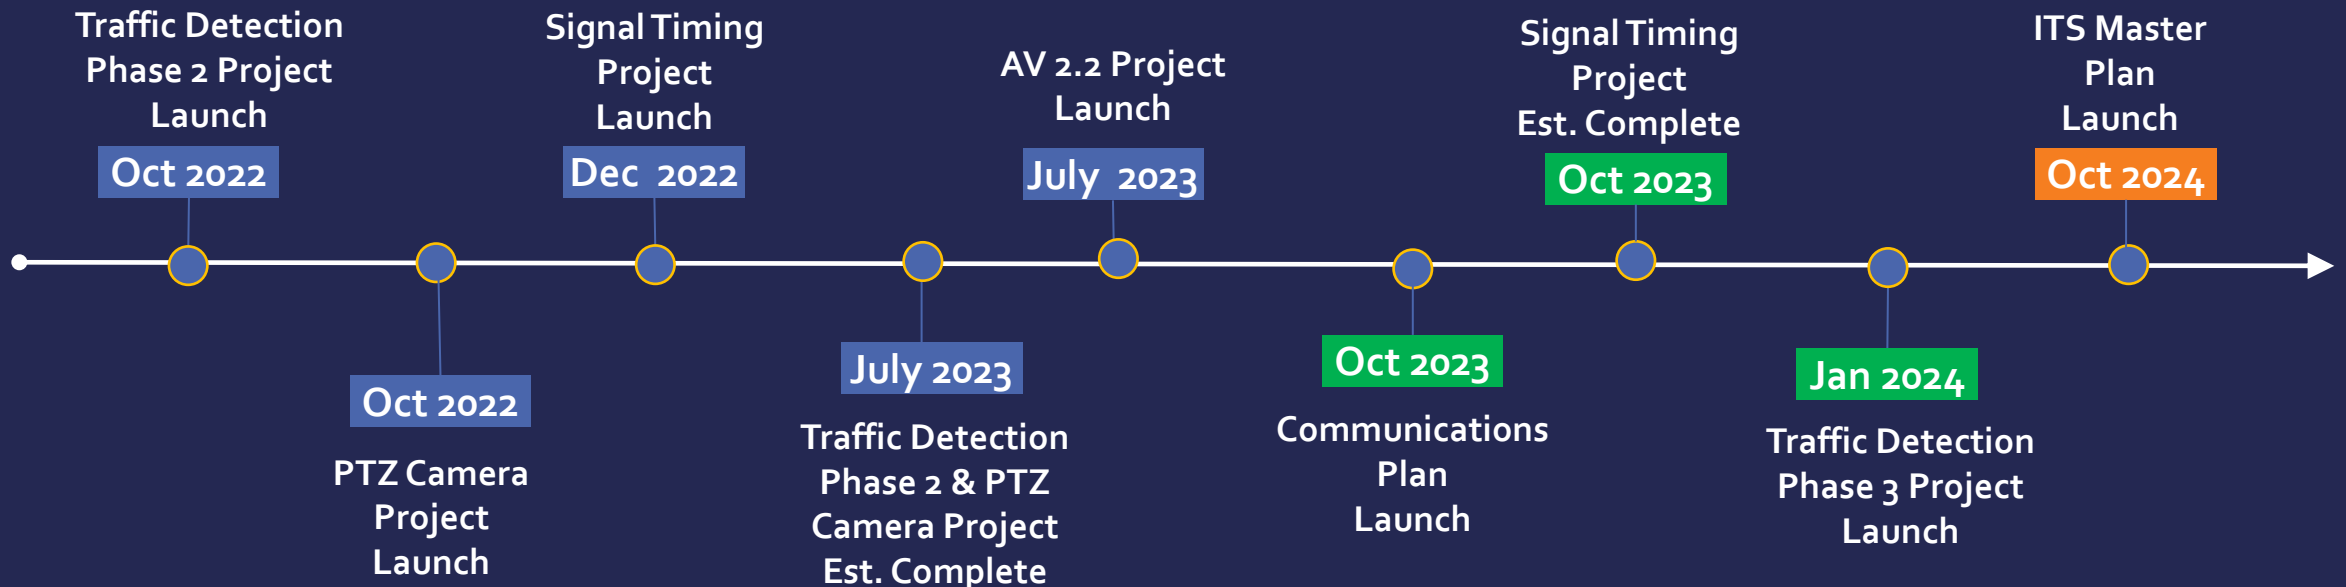 Traffic Detection
Phase 2 Project
Launch
Oct 2022
PTZ Camera
Project
Launch
Oct 2022
Signal Timing
Project
Launch
Dec 2022
July 2023
Traffic Detection
Phase 2 & PTZ
Camera Project
Est. Complete
AV 2.2 Project
Launch
July 2023
Oct 2023
Communications
Plan
Launch
Signal Timing
Project
Est. Complete
Oct 2023
Jan 2024
Traffic Detection
Phase 3 Project
Launch
ITS Master
Plan
Launch
Oct 2024